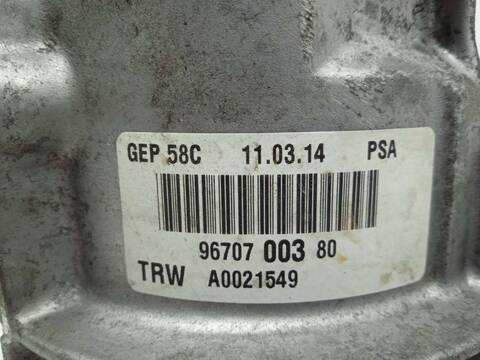 GEP 58C 11.03.14 PSA
96707 003 80
TRW A0021549